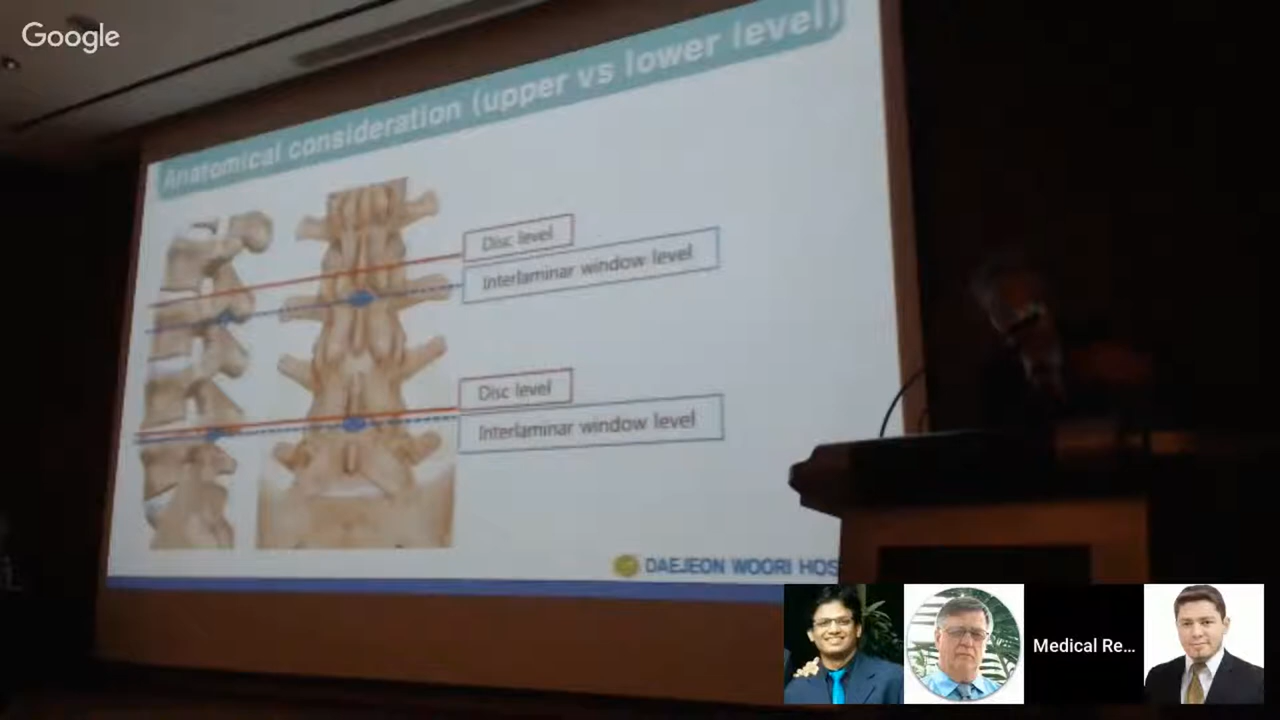 Google
Anatomical consideration (upper vs lower level)
Disc level
Interlaminar window level
Disc level
Interlaminar window level
DAEJEON WOORI HOS
Medical Re...